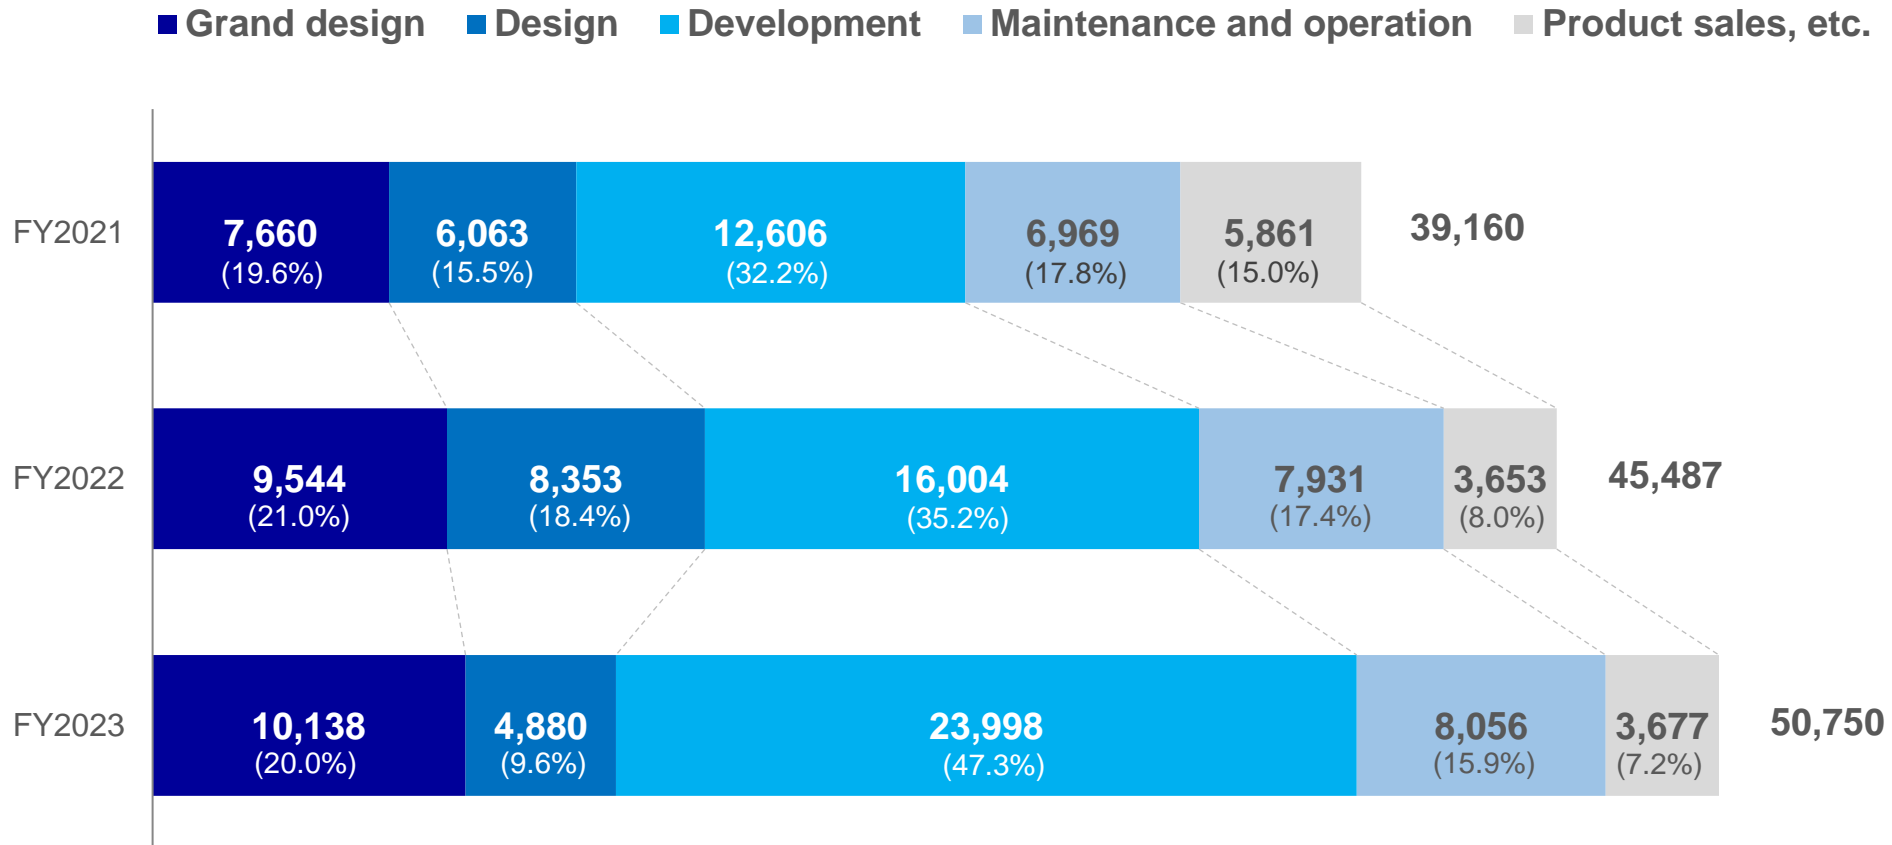 Grand design Design Development Maintenance and operation Product sales, etc.
FY2021 7,660 6,063 12,606 6,969 5,861 39,160
(19.6%) (15.5%) (32.2%) (17.8%) (15.0%)
FY2022 9,544 8,353 16,004 7,931 3,653 45,487
(21.0%) (18.4%) (35.2%) (17.4%) (8.0%)
FY2023 10,138 4,880 23,998 8,056 3,677 50,750
(20.0%) (9.6%) (47.3%) (15.9%) (7.2%)